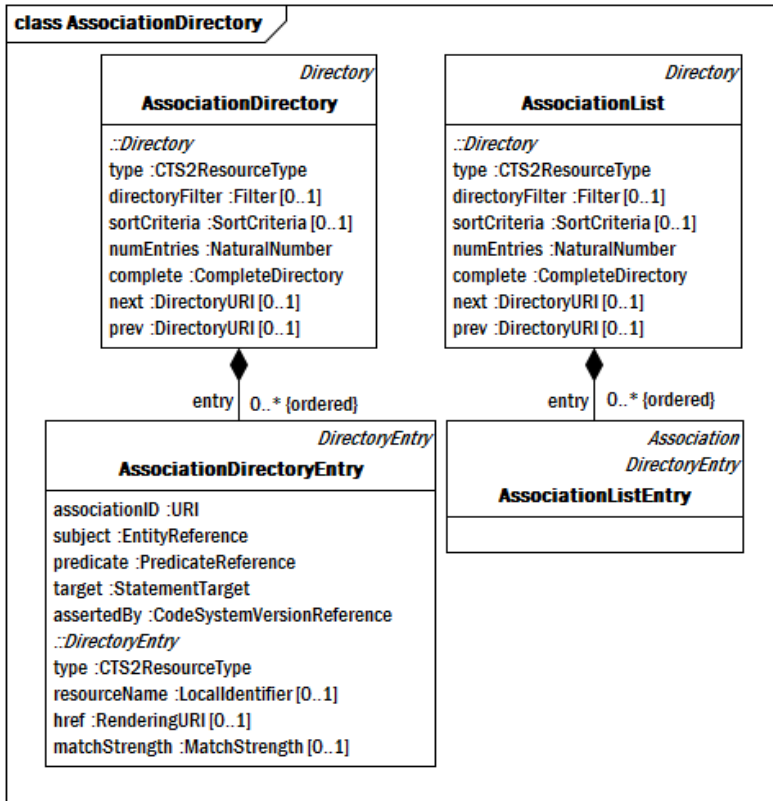 class AssociationDirectory
Directory
AssociationDirectory
::Directory
type :CTS2ResourceType
directoryFilter :Filter [0..1]
sortCriteria :SortCriteria [0..1]
numEntries :NaturalNumber
complete :CompleteDirectory
next :DirectoryURI [0..1]
prev :DirectoryURI [0..1]
entry 0..* {ordered}
DirectoryEntry
AssociationDirectoryEntry
associationID :URI
subject :EntityReference
predicate :PredicateReference
target :StatementTarget
assertedBy :CodeSystemVersionReference
::DirectoryEntry
type :CTS2ResourceType
resourceName :LocalIdentifier [0..1]
href :RenderingURI [0..1]
matchStrength :MatchStrength [0..1]
Directory
AssociationList
::Directory
type :CTS2ResourceType
directoryFilter :Filter [0..1]
sortCriteria :SortCriteria [0..1]
numEntries :NaturalNumber
complete :CompleteDirectory
next :DirectoryURI [0..1]
prev :DirectoryURI [0..1]
entry 0..* {ordered}
Association
DirectoryEntry
AssociationListEntry